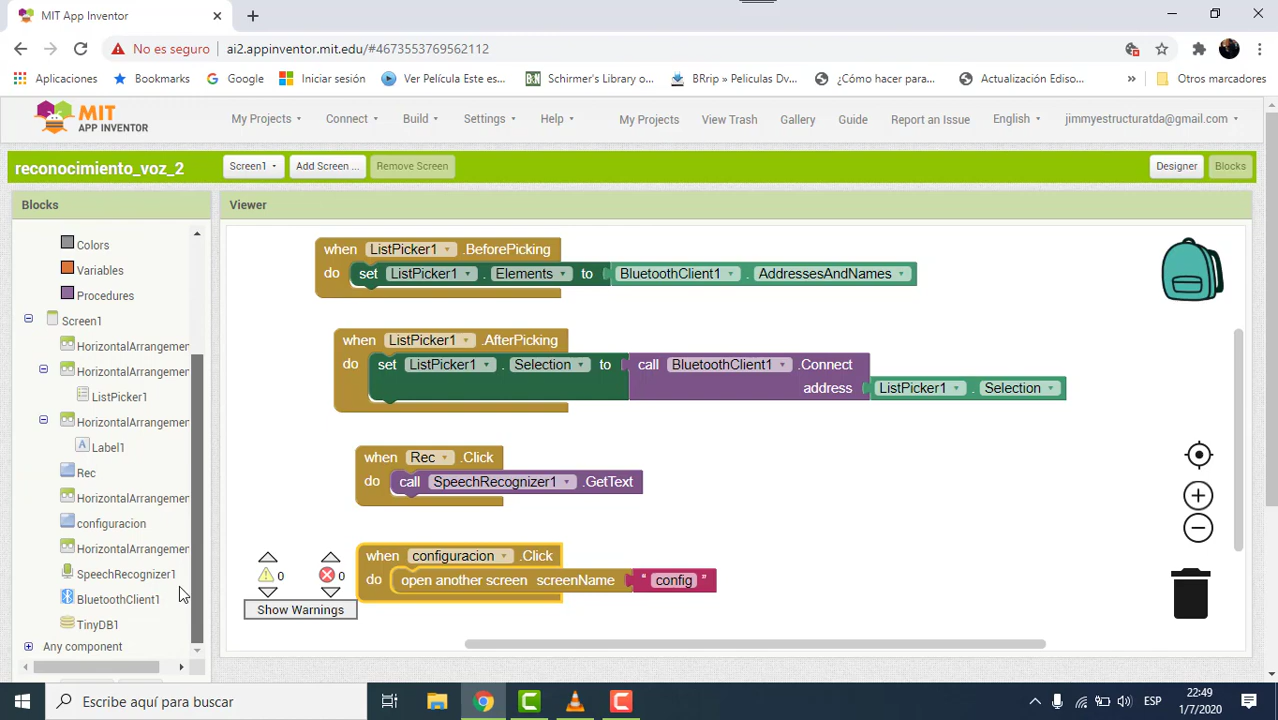 MIT App Inventor
No es seguro
ai2.appinventor.mit.edu/#4673553769562112
Aplicaciones
Bookmarks
Google
Iniciar sesión
Ver Película Este es...
Schirmer's Library o...
BRrip » Peliculas D...
¿Cómo hacer para...
Actualización Ediso...
»
Otros marcadores
MIT
APP INVENTOR
My Projects
Connect
Build
Settings
Help
My Projects
View Trash
Gallery
Guide
Report an Issue
English
jimmyestructuratda@gmail.com
reconocimiento_voz_2
Screen1
Add Screen ...
Remove Screen
Designer
Blocks
Blocks
Viewer
Colors
Variables
Procedures
Screen1
HorizontalArrangemer
HorizontalArrangemer
ListPicker1
HorizontalArrangemer
Label1
Rec
HorizontalArrangemer
configuracion
HorizontalArrangemer
SpeechRecognizer1
BluetoothClient1
TinyDB1
Any component
when ListPicker1 .BeforePicking
do set ListPicker1 . Elements to BluetoothClient1 . AddressesAndNames
when ListPicker1 .AfterPicking
do set ListPicker1 . Selection to call BluetoothClient1 .Connect
address ListPicker1 . Selection
when Rec .Click
do call SpeechRecognizer1 .GetText
when configuracion .Click
do open another screen screenName " config "
0 0
Show Warnings
Escribe aquí para buscar
ESP
22:49
1/7/2020